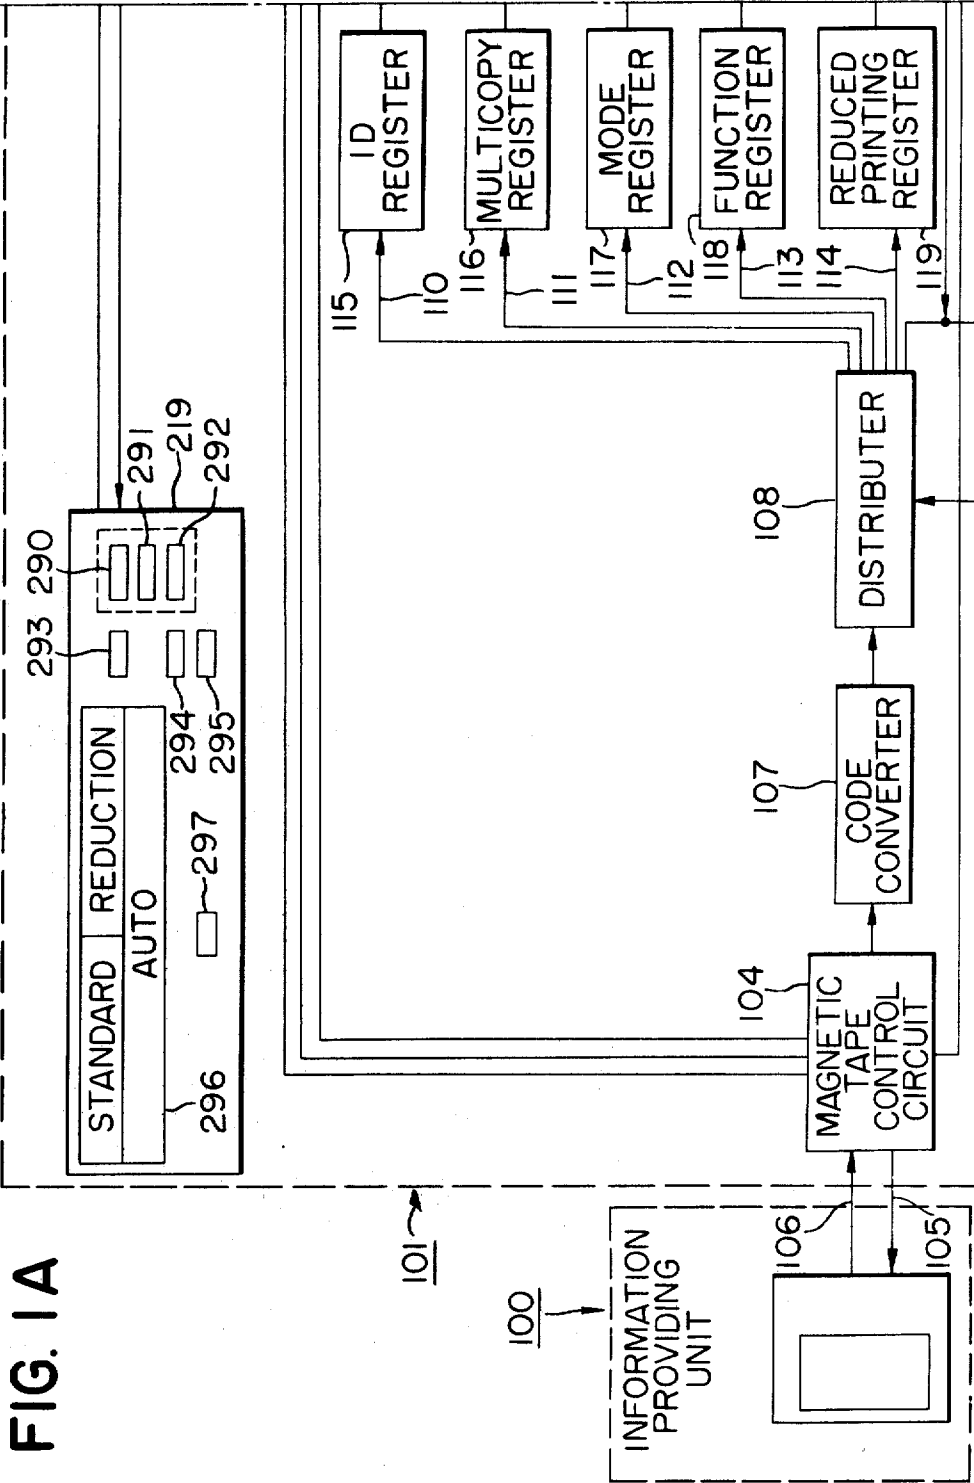 FIG. 1A
STANDARD
REDUCTION
AUTO
296
297
293
290
291
219
292
294
295
101
100
INFORMATION
PROVIDING
UNIT
106
105
104
MAGNETIC
TAPE
CONTROL
CIRCUIT
107
CODE
CONVERTER
108
DISTRIBUTER
115
ID
REGISTER
110
116
MULTICOPY
REGISTER
111
117
MODE
REGISTER
112
118
FUNCTION
REGISTER
113
114
REDUCED
PRINTING
REGISTER
119